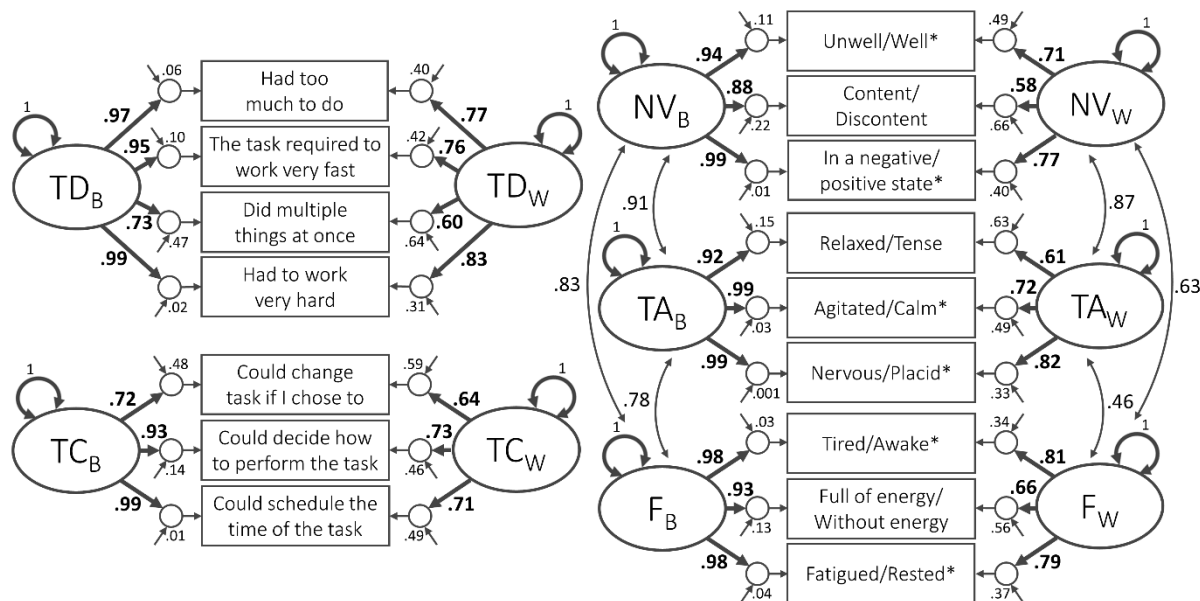 1
TD_B
1
TD_W
.97
.95
.73
.99
.06
.10
.47
.02
Had too
much to do
The task required to
work very fast
Did multiple
things at once
Had to work
very hard
.40
.42
.64
.31
.77
.76
.60
.83
1
TC_B
1
TC_W
.72
.93
.99
.48
.14
.01
Could change
task if I chose to
Could decide how
to perform the task
Could schedule the
time of the task
.59
.46
.49
.64
.73
.71
1
NV_B
1
NV_W
.94
.88
.99
.11
.22
.01
Unwell/Well*
Content/
Discontent
In a negative/
positive state*
.49
.66
.40
.71
.58
.77
.91
.83
.87
.63
1
TA_B
1
TA_W
.92
.99
.99
.15
.03
.001
Relaxed/Tense
Agitated/Calm*
Nervous/Placid*
.63
.49
.33
.61
.72
.82
.78
.46
1
F_B
1
F_W
.98
.93
.98
.03
.13
.04
Tired/Awake*
Full of energy/
Without energy
Fatigued/Rested*
.34
.56
.37
.81
.66
.79